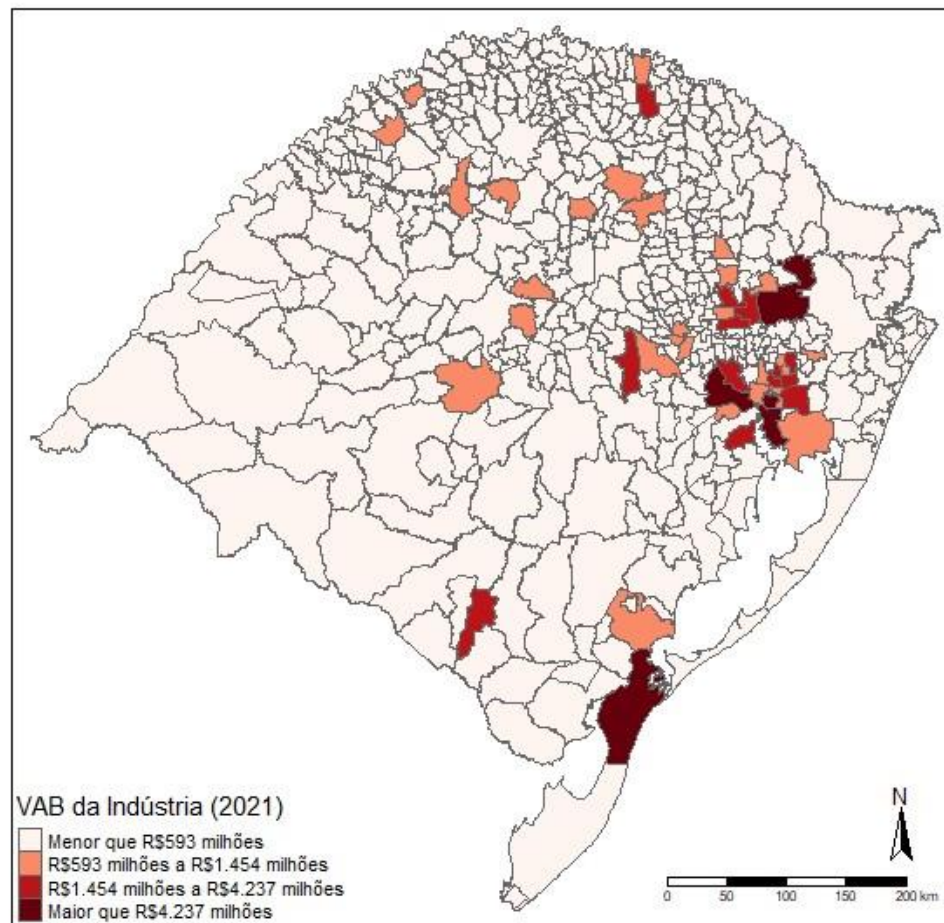 VAB da Indústria (2021)
Menor que R$593 milhões
R$593 milhões a R$1.454 milhões
R$1.454 milhões a R$4.237 milhões
Maior que R$4.237 milhões
N
0 50 100 150 200 km